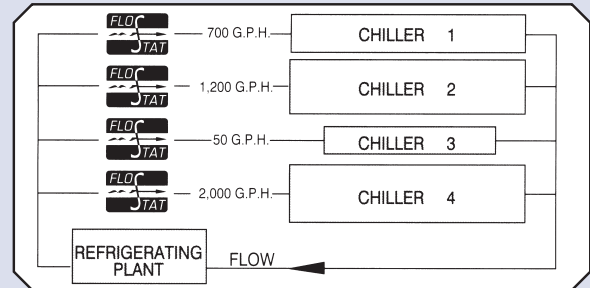 FLO STAT 700 G.P.H. CHILLER 1
FLO STAT 1,200 G.P.H. CHILLER 2
FLO STAT 50 G.P.H. CHILLER 3
FLO STAT 2,000 G.P.H. CHILLER 4
REFRIGERATING
PLANT
FLOW